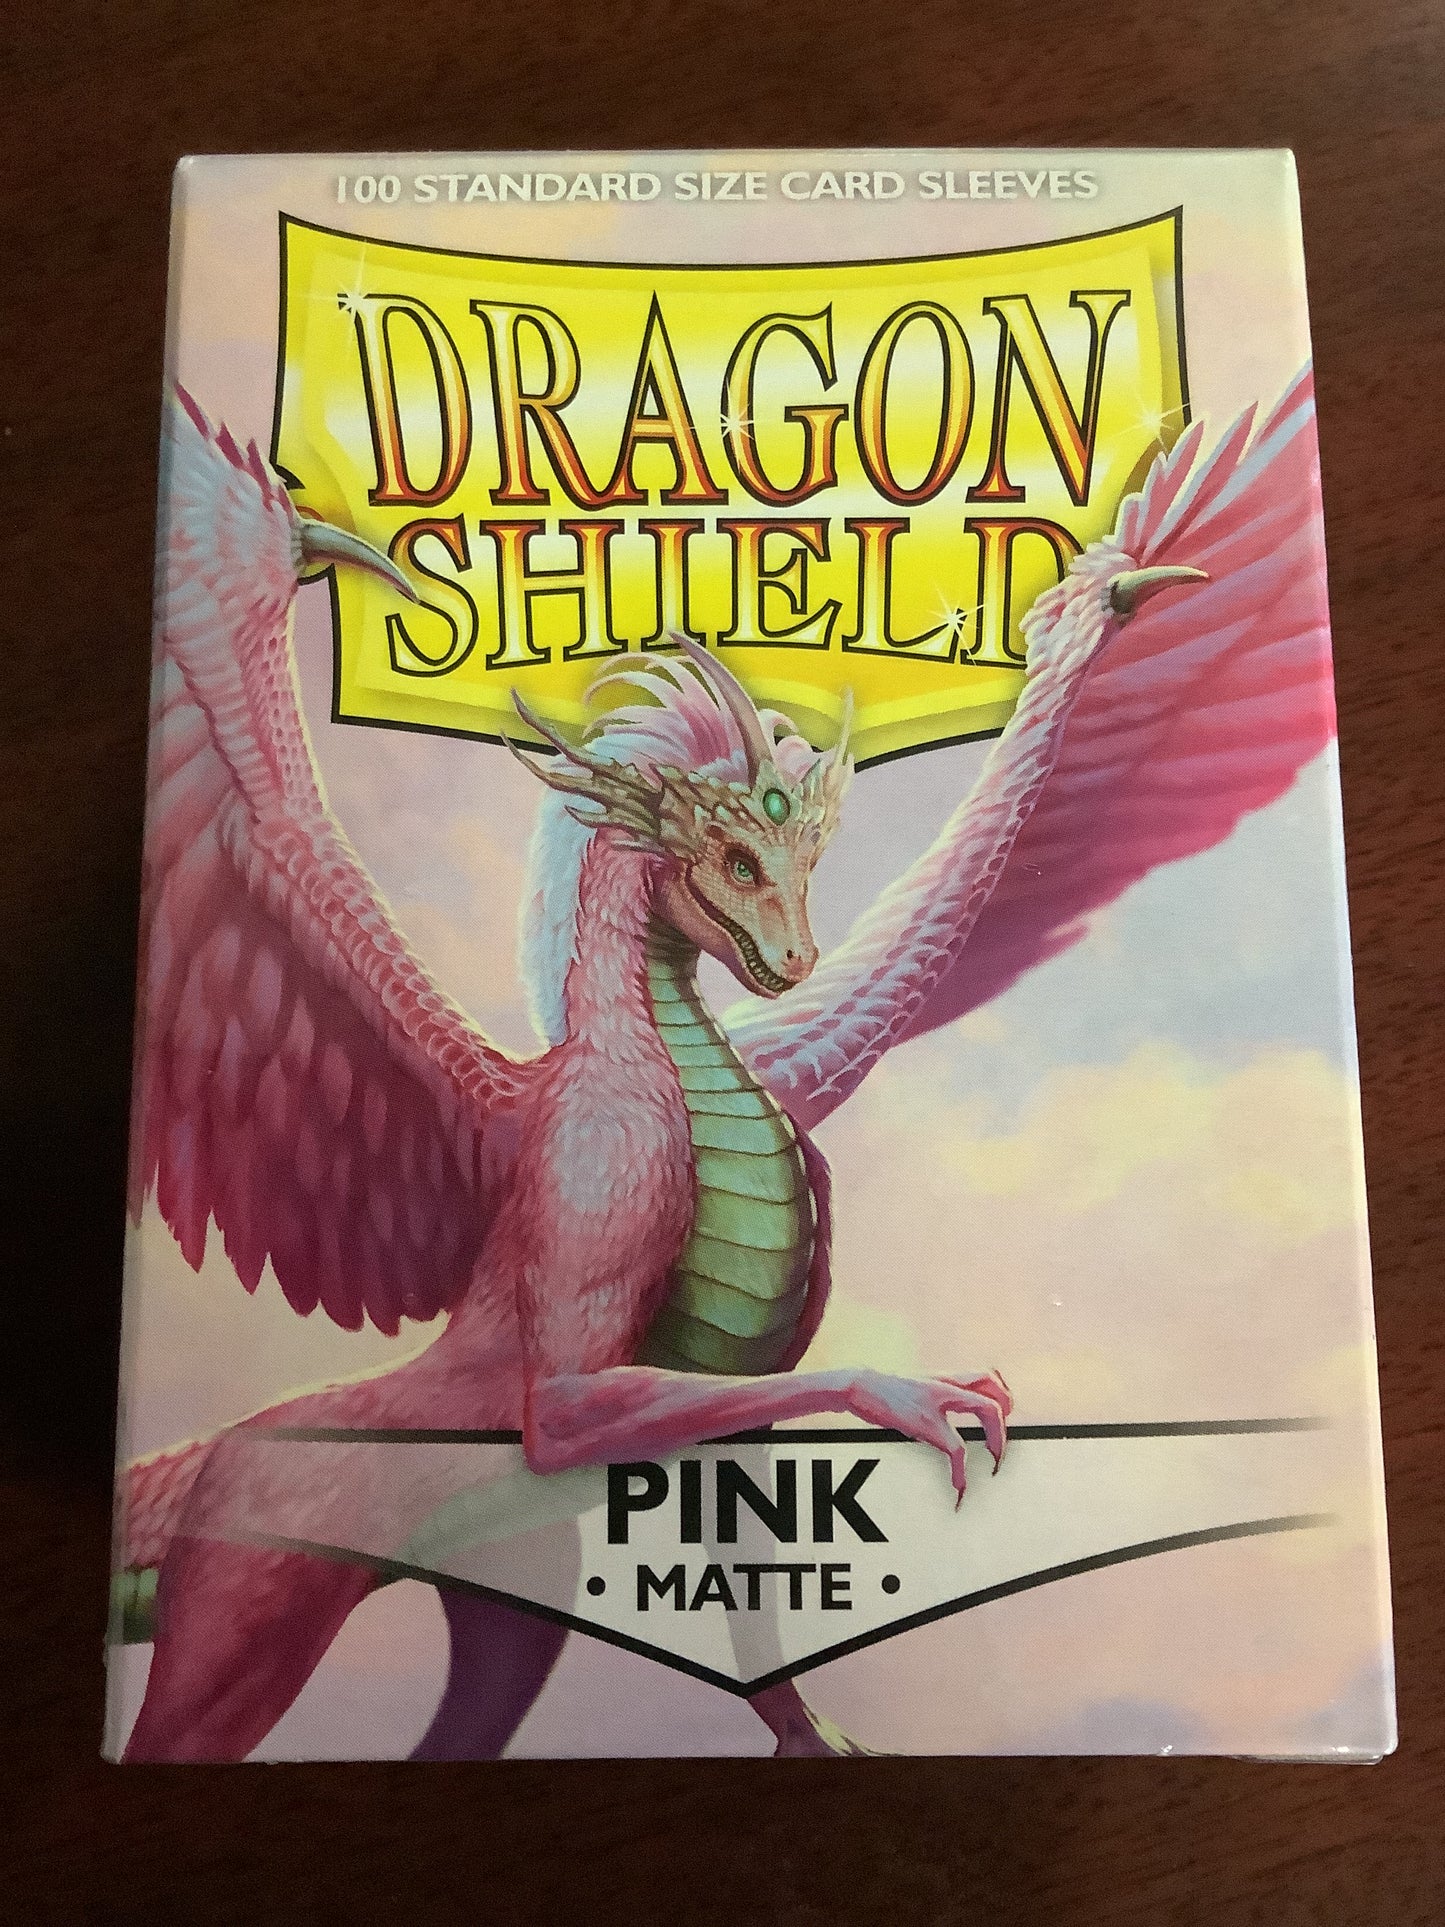 100 STANDARD SIZE CARD SLEEVES
DRAGON
SHIELD
PINK
• MATTE •